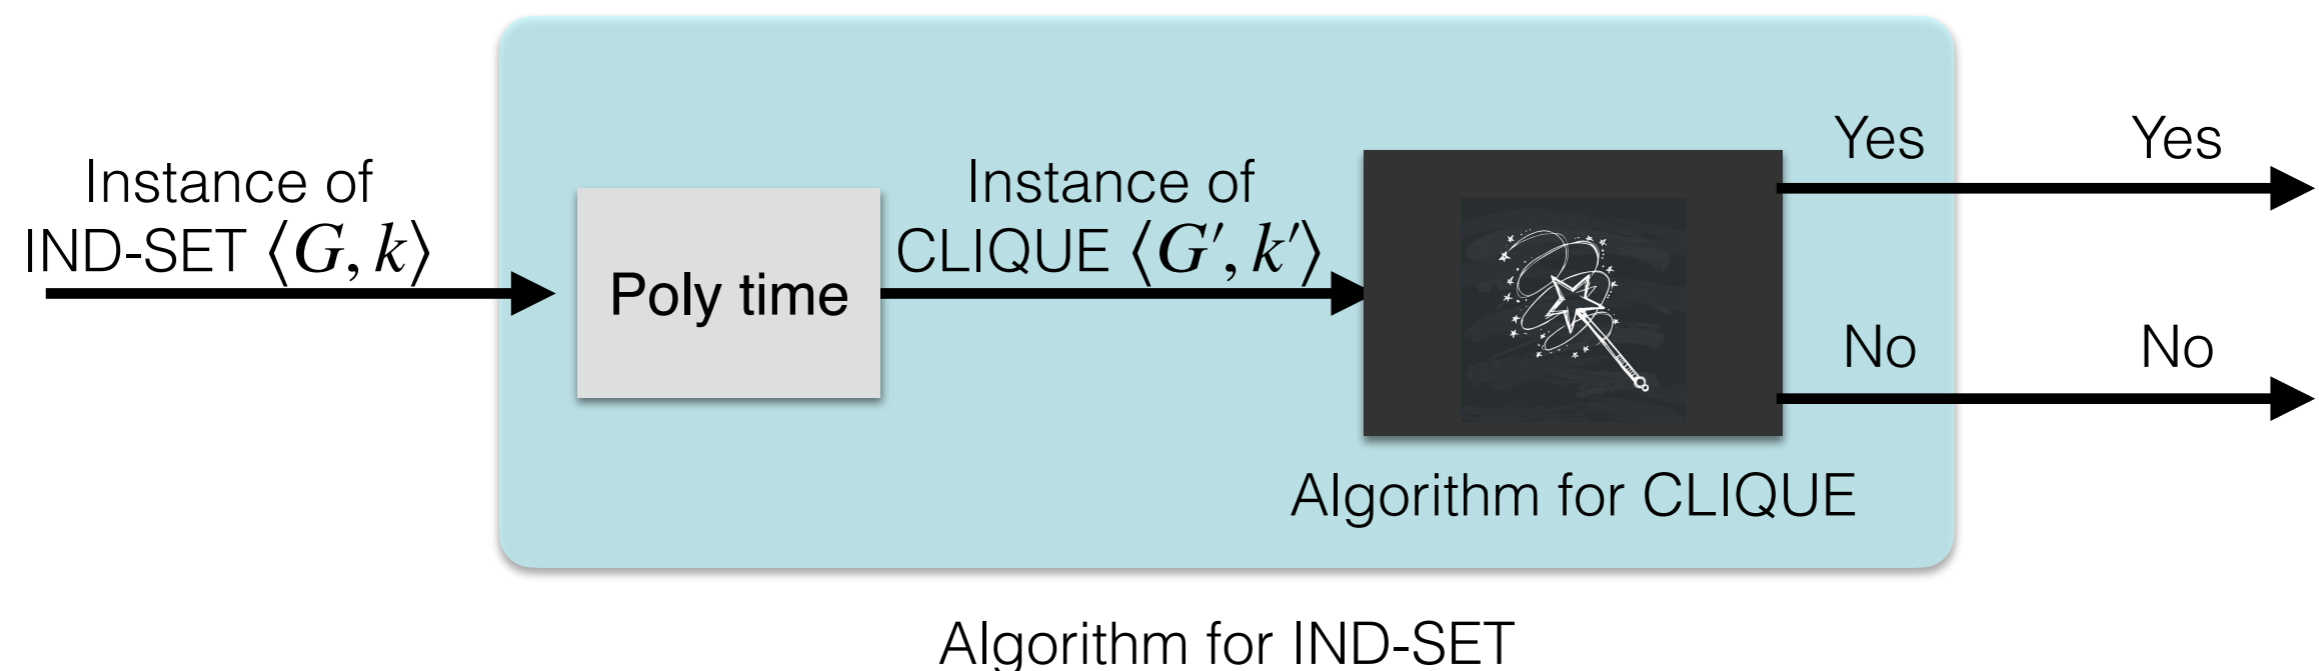 Instance of
IND-SET ⟨G, k⟩
Poly time
Instance of
CLIQUE ⟨G′, k′⟩
Yes
Yes
No
No
Algorithm for CLIQUE
Algorithm for IND-SET